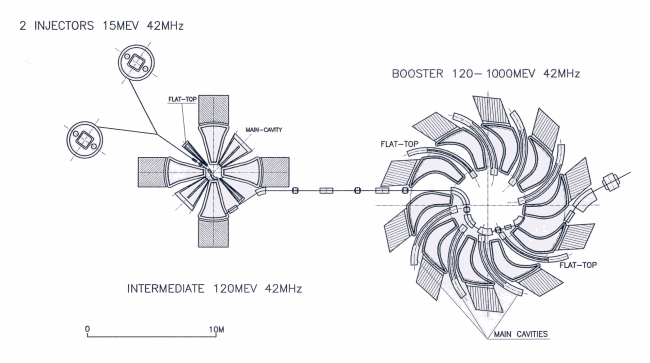 2 INJECTORS 15MEV 42MHz
BOOSTER 120-1000MEV 42MHz
FLAT-TOP
MAIN-CAVITY
FLAT-TOP
FLAT-TOP
INTERMEDIATE 120MEV 42MHz
0 10M
MAIN CAVITIES